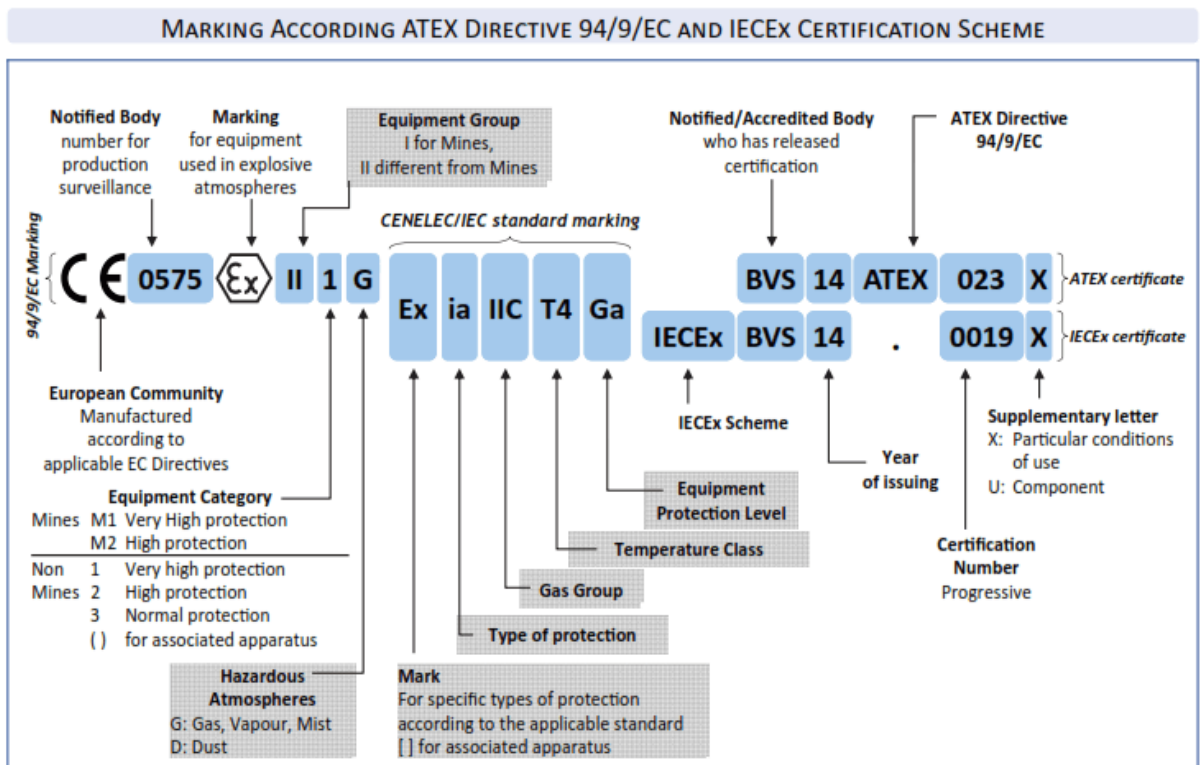 MARKING ACCORDING ATEX DIRECTIVE 94/9/EC AND IECEX CERTIFICATION SCHEME
Notified Body
number for
production
surveillance
Marking
for equipment
used in explosive
atmospheres
Equipment Group
I for Mines,
II different from Mines
Notified/Accredited Body
who has released
certification
ATEX Directive
94/9/EC
CENELEC/IEC standard marking
94/9/EC Marking
CE 0575 Ex II 1 G
Ex ia IIC T4 Ga
BVS 14 ATEX 023 X
ATEX certificate
IECEx BVS 14 . 0019 X
IECEx certificate
European Community
Manufactured
according to
applicable EC Directives
IECEx Scheme
Year
of issuing
Supplementary letter
X: Particular conditions
of use
U: Component
Equipment Category
Mines M1 Very High protection
M2 High protection
Non 1 Very high protection
Mines 2 High protection
3 Normal protection
( ) for associated apparatus
Equipment
Protection Level
Temperature Class
Gas Group
Type of protection
Certification
Number
Progressive
Hazardous
Atmospheres
G: Gas, Vapour, Mist
D: Dust
Mark
For specific types of protection
according to the applicable standard
[ ] for associated apparatus